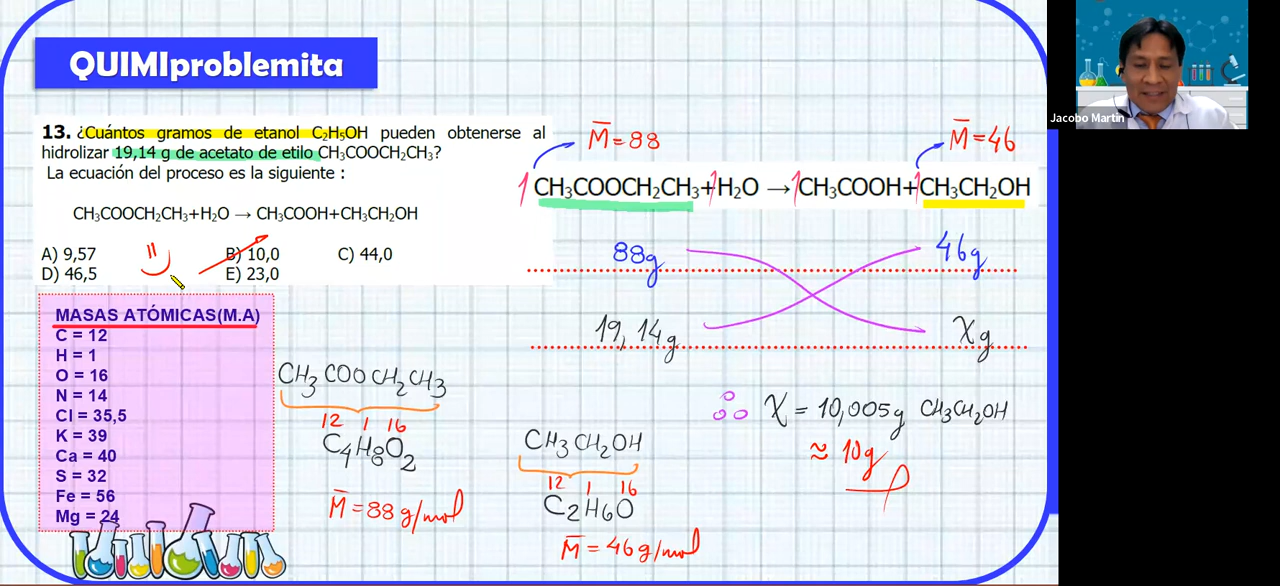 QUIMIproblemita
13. ¿Cuántos gramos de etanol C₂H₅OH pueden obtenerse al
hidrolizar 19,14 g de acetato de etilo CH₃COOCH₂CH₃?
La ecuación del proceso es la siguiente :
CH₃COOCH₂CH₃+H₂O → CH₃COOH+CH₃CH₂OH
A) 9,57 B) 10,0 C) 44,0
D) 46,5 E) 23,0
MASAS ATÓMICAS(M.A)
C = 12
H = 1
O = 16
N = 14
Cl = 35,5
K = 39
Ca = 40
S = 32
Fe = 56
Mg = 24
CH₃COOCH₂CH₃
12 1 16
C₄H₈O₂
M̅ = 88 g/mol
M̅ = 88 M̅ = 46
1 CH₃COOCH₂CH₃+1 H₂O → 1 CH₃COOH+1 CH₃CH₂OH
88g 46g
19,14g Xg
∴ X = 10,005g CH₃CH₂OH
≈ 10g
CH₃CH₂OH
12 1 16
C₂H₆O
M̅ = 46g/mol
Jacobo Martin